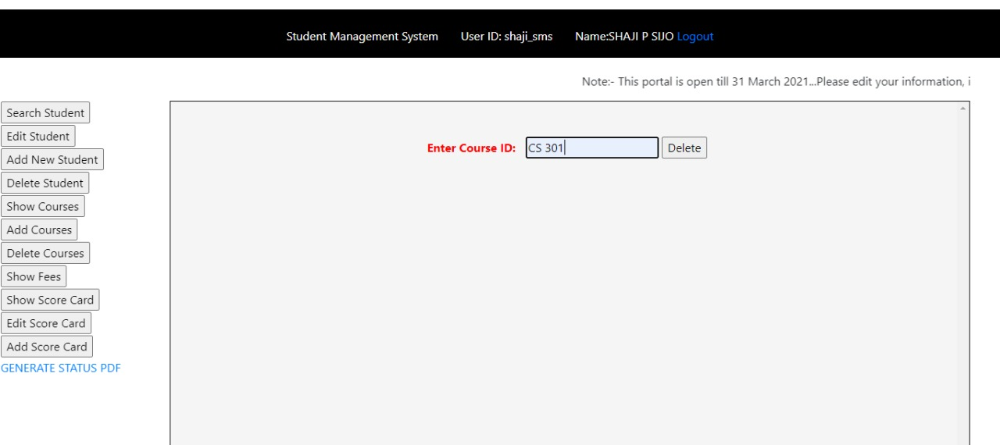 Student Management System User ID: shaji_sms Name:SHAJI P SIJO Logout
Note:- This portal is open till 31 March 2021...Please edit your information, i
Search Student
Edit Student
Add New Student
Delete Student
Show Courses
Add Courses
Delete Courses
Show Fees
Show Score Card
Edit Score Card
Add Score Card
GENERATE STATUS PDF
Enter Course ID: CS 301 Delete